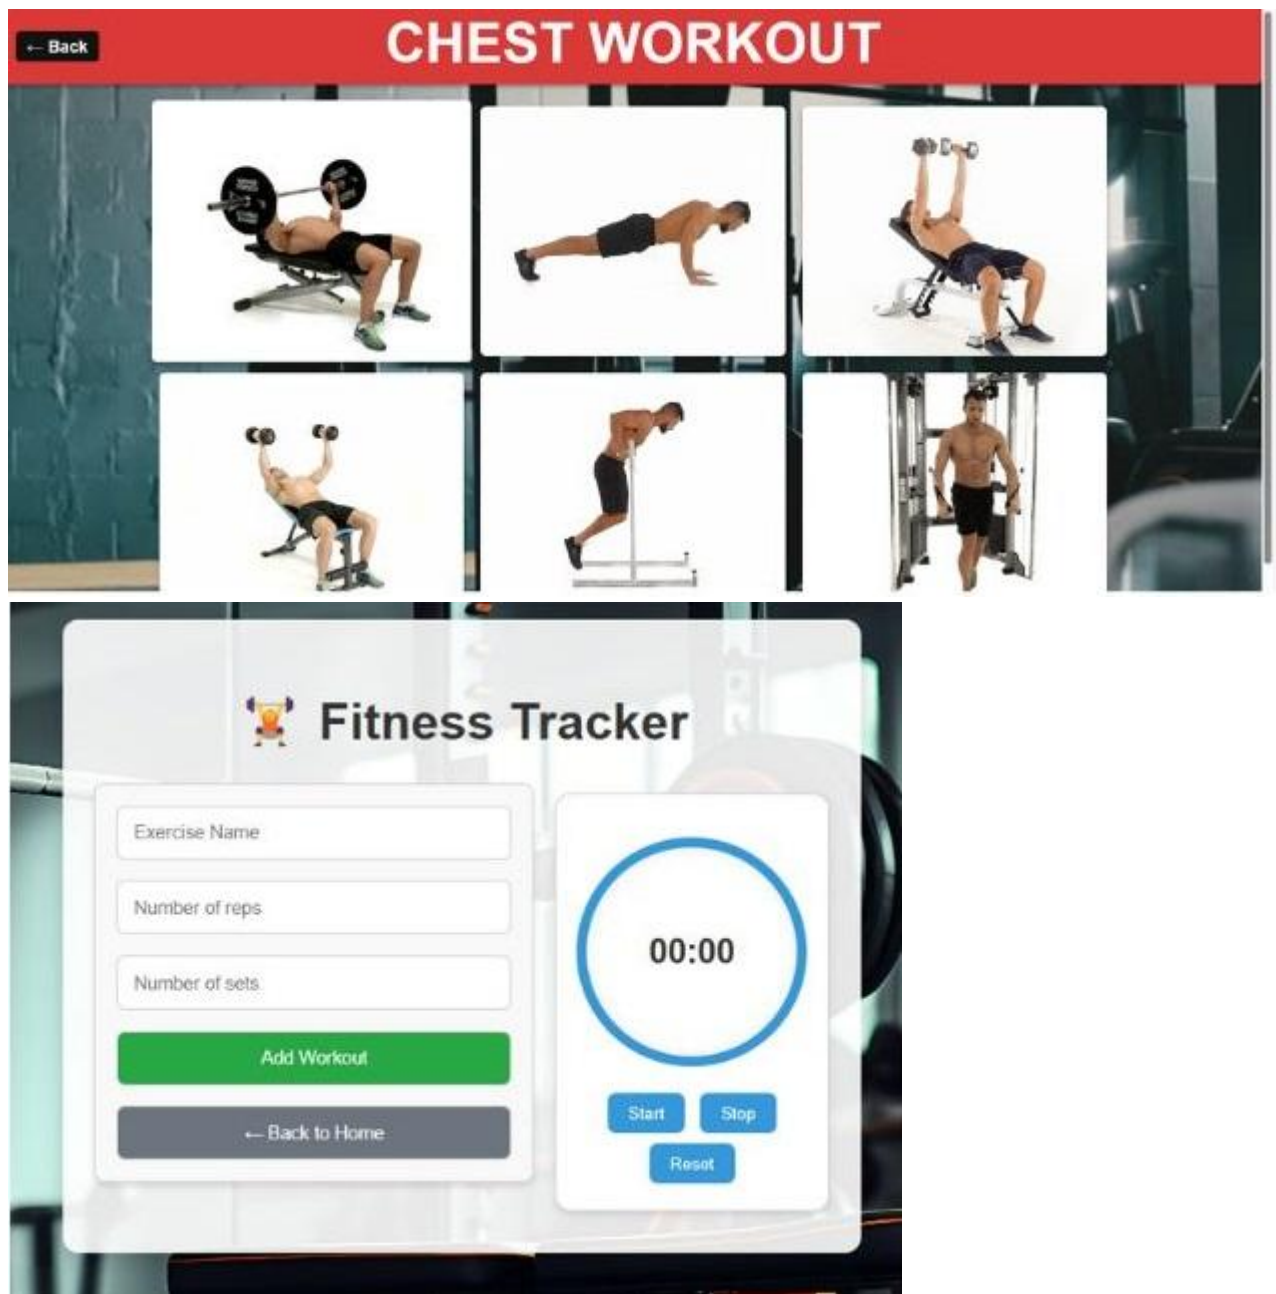 ← Back
CHEST WORKOUT
Fitness Tracker
Exercise Name
Number of reps
Number of sets
Add Workout
← Back to Home
00:00
Start
Stop
Reset